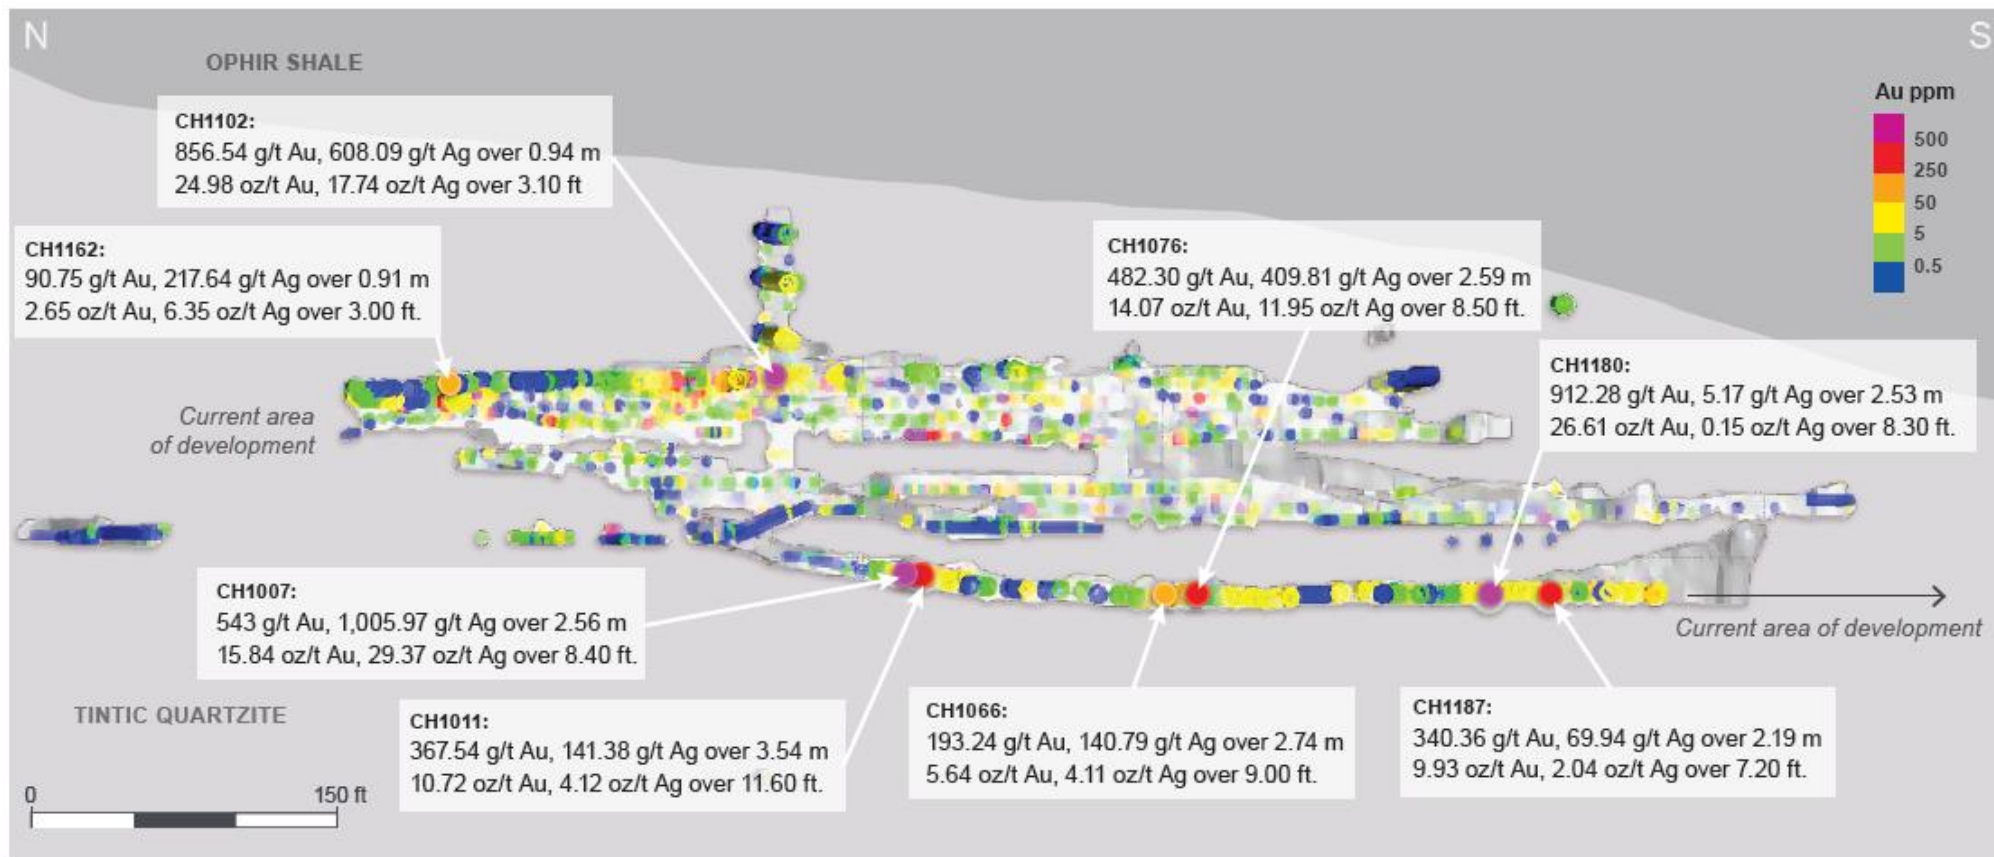 N
S
OPHIR SHALE
Au ppm
500
250
50
5
0.5
CH1102:
856.54 g/t Au, 608.09 g/t Ag over 0.94 m
24.98 oz/t Au, 17.74 oz/t Ag over 3.10 ft
CH1162:
90.75 g/t Au, 217.64 g/t Ag over 0.91 m
2.65 oz/t Au, 6.35 oz/t Ag over 3.00 ft.
CH1076:
482.30 g/t Au, 409.81 g/t Ag over 2.59 m
14.07 oz/t Au, 11.95 oz/t Ag over 8.50 ft.
CH1180:
912.28 g/t Au, 5.17 g/t Ag over 2.53 m
26.61 oz/t Au, 0.15 oz/t Ag over 8.30 ft.
Current area
of development
CH1007:
543 g/t Au, 1,005.97 g/t Ag over 2.56 m
15.84 oz/t Au, 29.37 oz/t Ag over 8.40 ft.
Current area of development
TINTIC QUARTZITE
CH1011:
367.54 g/t Au, 141.38 g/t Ag over 3.54 m
10.72 oz/t Au, 4.12 oz/t Ag over 11.60 ft.
CH1066:
193.24 g/t Au, 140.79 g/t Ag over 2.74 m
5.64 oz/t Au, 4.11 oz/t Ag over 9.00 ft.
CH1187:
340.36 g/t Au, 69.94 g/t Ag over 2.19 m
9.93 oz/t Au, 2.04 oz/t Ag over 7.20 ft.
0
150 ft